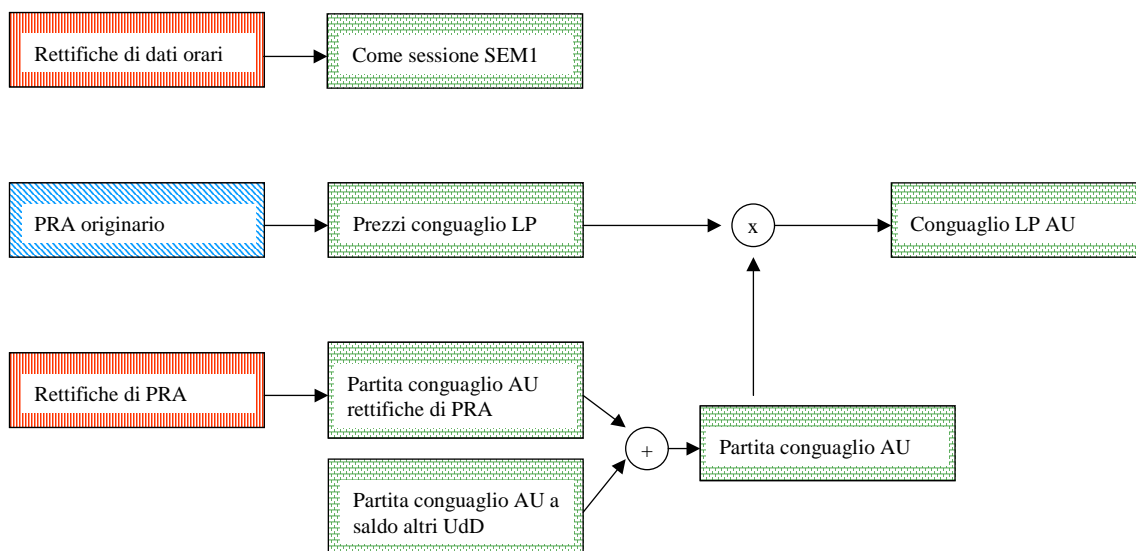 Rettifiche di dati orari
Come sessione SEM1
PRA originario
Prezzi conguaglio LP
x
Conguaglio LP AU
Rettifiche di PRA
Partita conguaglio AU
rettifiche di PRA
+
Partita conguaglio AU
Partita conguaglio AU a
saldo altri UdD